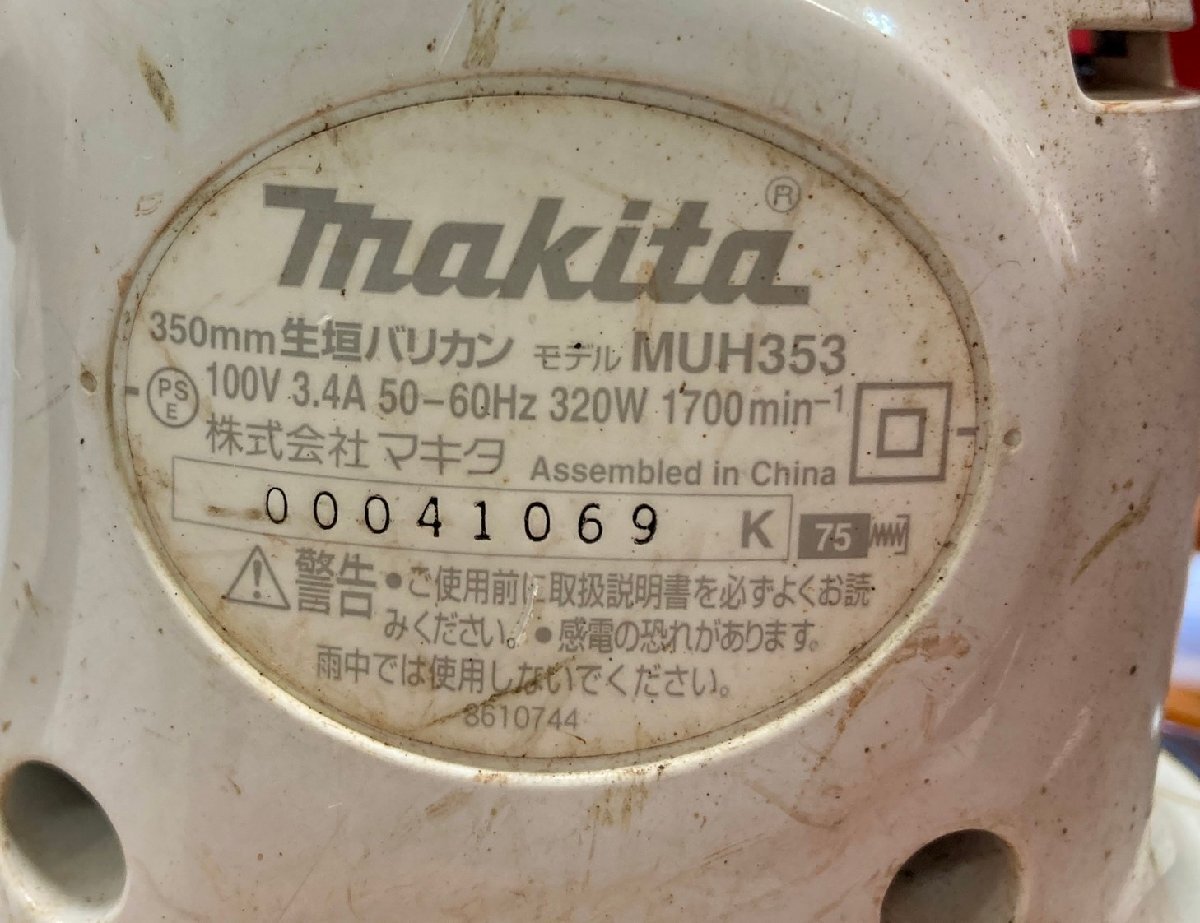 makita®
350mm生垣バリカン モデル MUH353
PS E 100V 3.4A 50-60Hz 320W 1700min⁻¹
株式会社 マキタ Assembled in China
00041069 K 75
警告 •ご使用前に取扱説明書を必ずよくお読
みください。•感電の恐れがあります。
雨中では使用しないでください。
8610744